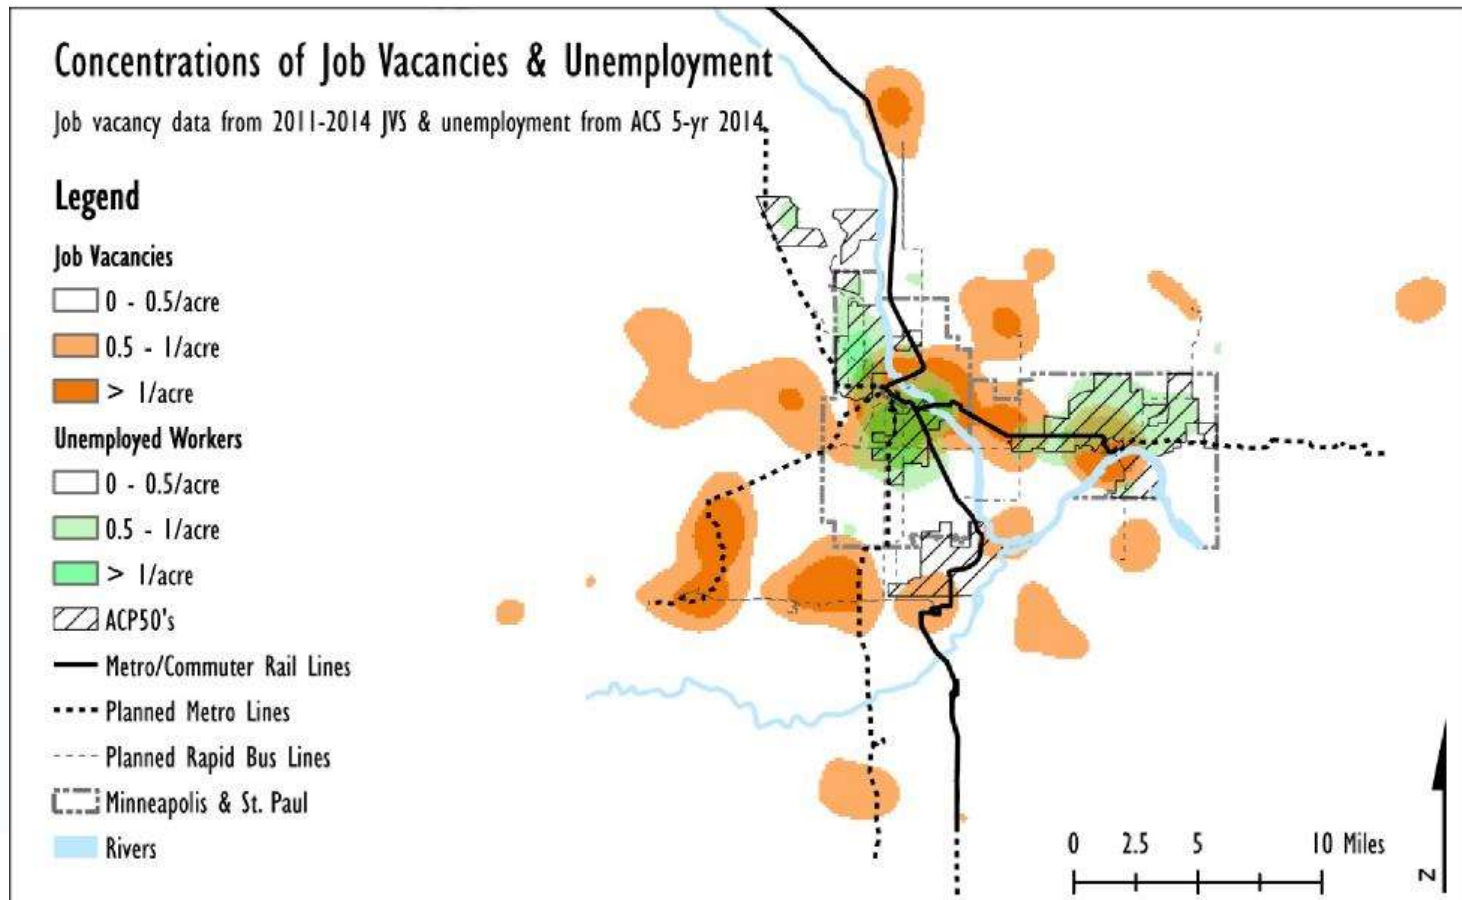 Concentrations of Job Vacancies & Unemployment
Job vacancy data from 2011-2014 JVS & unemployment from ACS 5-yr 2014
Legend
Job Vacancies
0 - 0.5/acre
0.5 - 1/acre
> 1/acre
Unemployed Workers
0 - 0.5/acre
0.5 - 1/acre
> 1/acre
ACP50's
Metro/Commuter Rail Lines
Planned Metro Lines
Planned Rapid Bus Lines
Minneapolis & St. Paul
Rivers
0 2.5 5 10 Miles
N